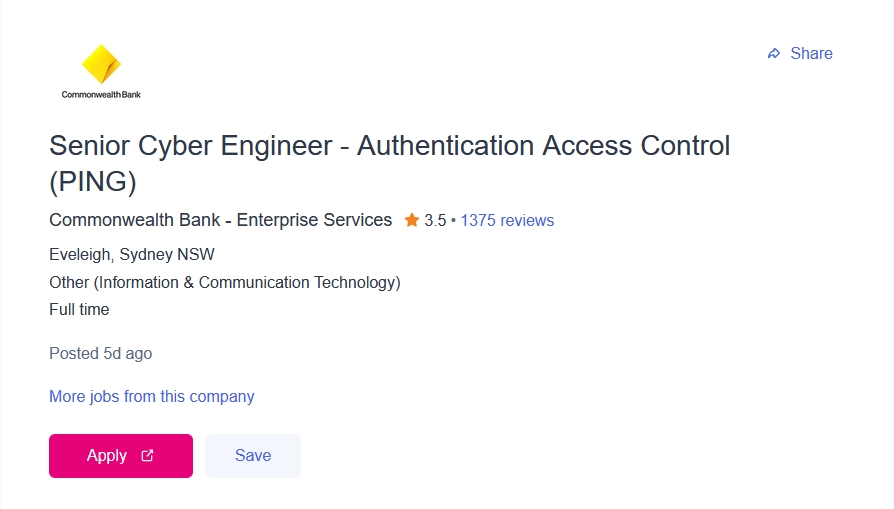 CommonwealthBank
Share
Senior Cyber Engineer - Authentication Access Control
(PING)
Commonwealth Bank - Enterprise Services 3.5 • 1375 reviews
Eveleigh, Sydney NSW
Other (Information & Communication Technology)
Full time
Posted 5d ago
More jobs from this company
Apply
Save